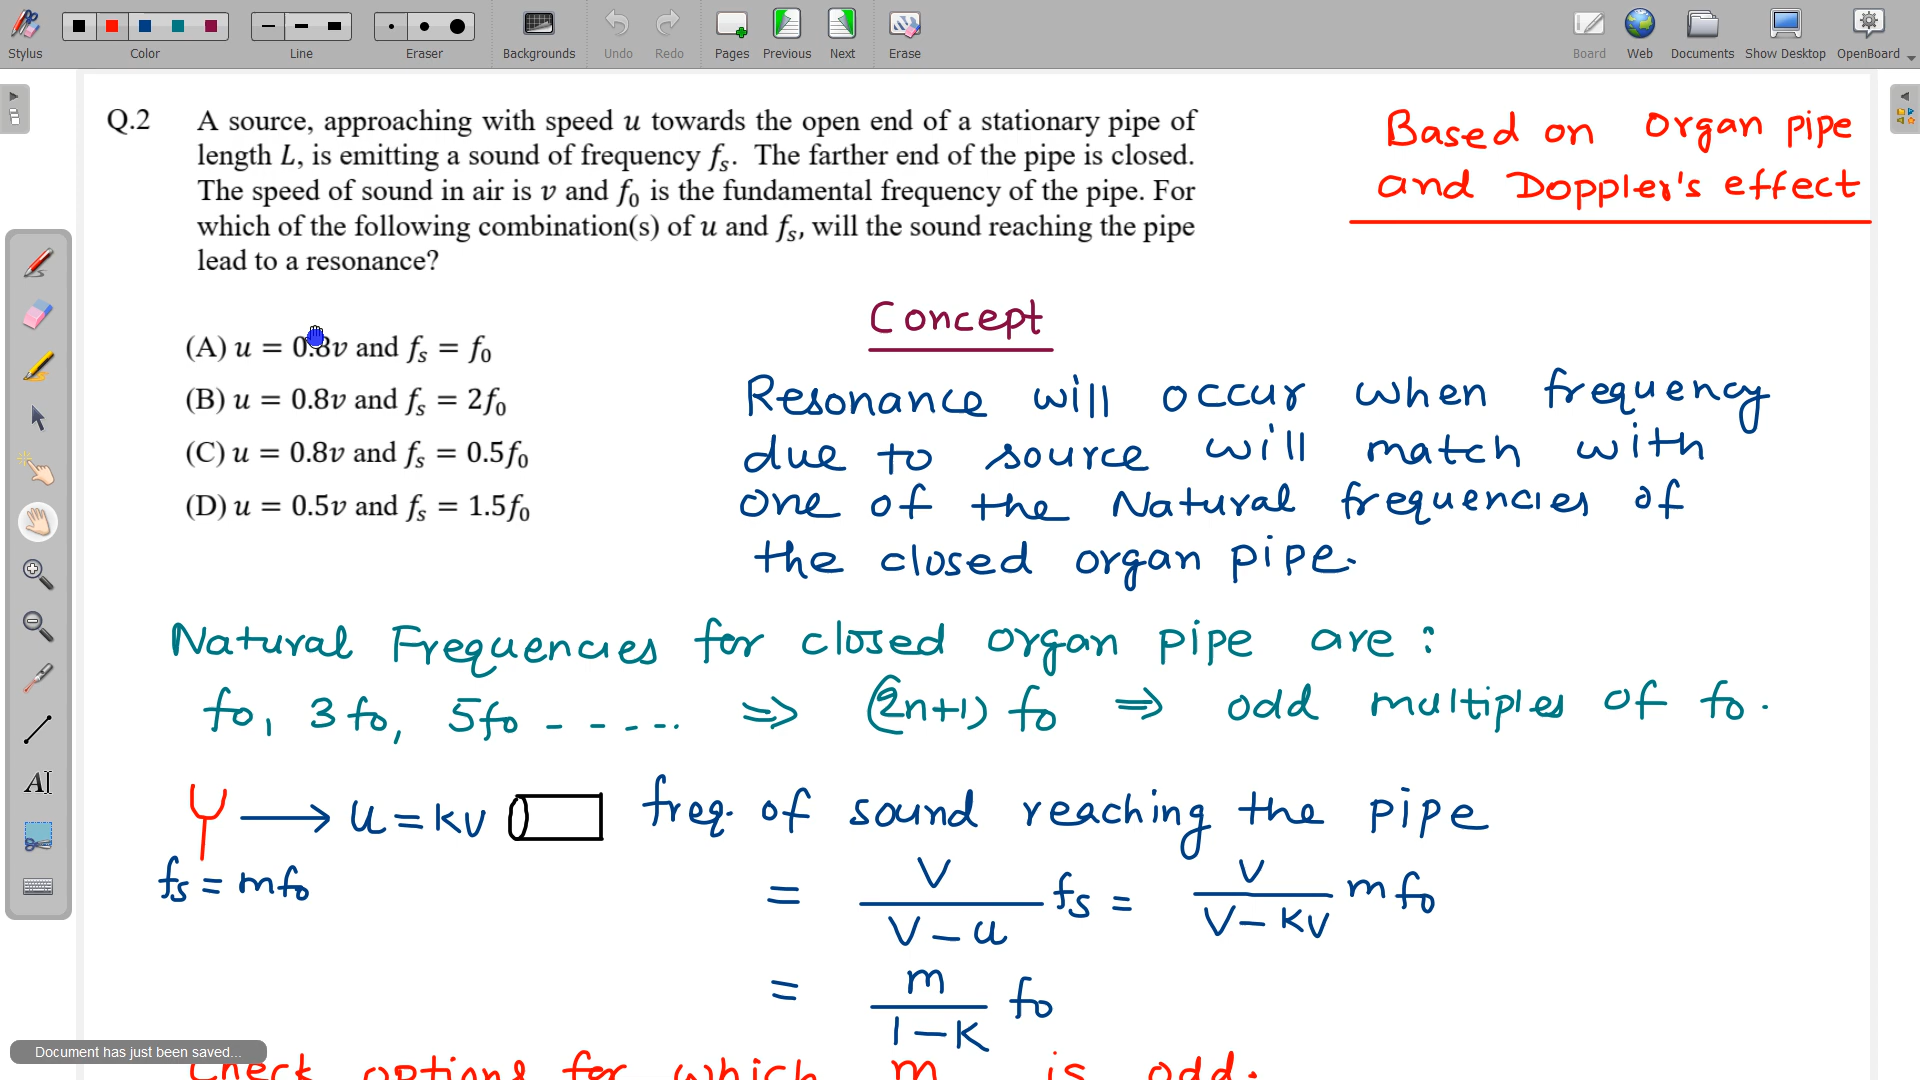 Stylus
Color
Line
Eraser
Backgrounds
Undo
Redo
Pages
Previous
Next
Erase
Board
Web
Documents
Show Desktop
OpenBoard
Q.2 A source, approaching with speed u towards the open end of a stationary pipe of
length L, is emitting a sound of frequency fs. The farther end of the pipe is closed.
The speed of sound in air is v and f0 is the fundamental frequency of the pipe. For
which of the following combination(s) of u and fs, will the sound reaching the pipe
lead to a resonance?
Based on organ pipe
and Doppler's effect
(A) u = 0.8v and fs = f0
(B) u = 0.8v and fs = 2f0
(C) u = 0.8v and fs = 0.5f0
(D) u = 0.5v and fs = 1.5f0
Concept
Resonance will occur when frequency
due to source will match with
one of the Natural frequencies of
the closed organ pipe.
Natural Frequencies for closed organ pipe are:
fo, 3fo, 5fo ----- ⇒ (2n+1) fo ⇒ odd multiples of fo.
u = kv
fs = mfo
freq. of sound reaching the pipe
= V/(V-u) fs = V/(V-kv) mfo
= m/(1-k) fo
Check options for which m is odd.
AI
Document has just been saved...